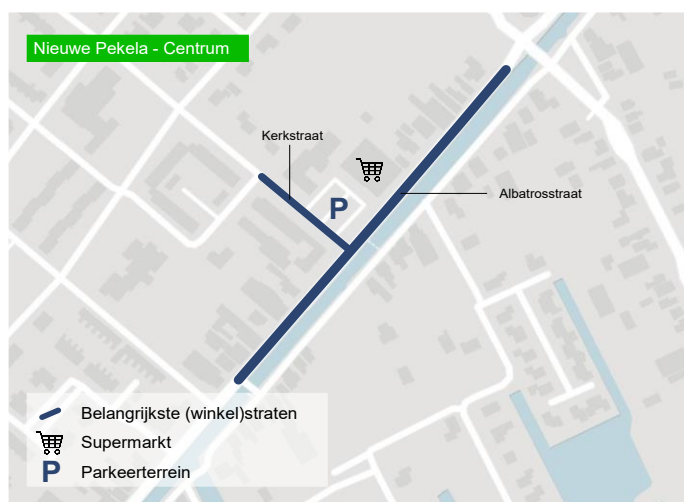 Nieuwe Pekela - Centrum
Kerkstraat
P
Albatrosstraat
Belangrijkste (winkel)straten
Supermarkt
P Parkeerterrein